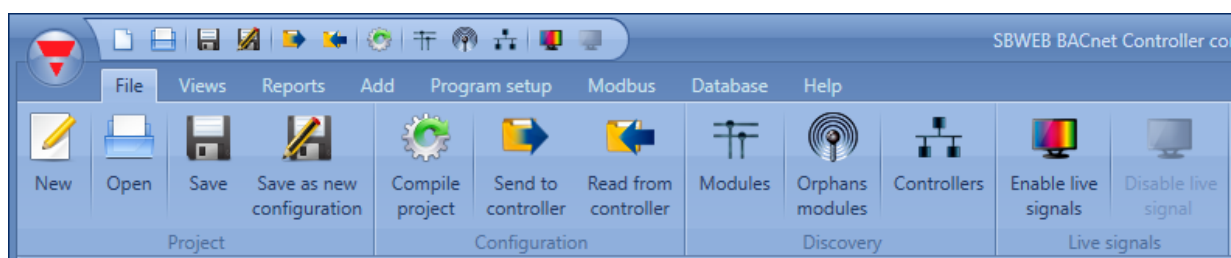 SBWEB BACnet Controller co
File Views Reports Add Program setup Modbus Database Help
New Open Save Save as new configuration Compile project Send to controller Read from controller Modules Orphans modules Controllers Enable live signals Disable live signal
Project Configuration Discovery Live signals